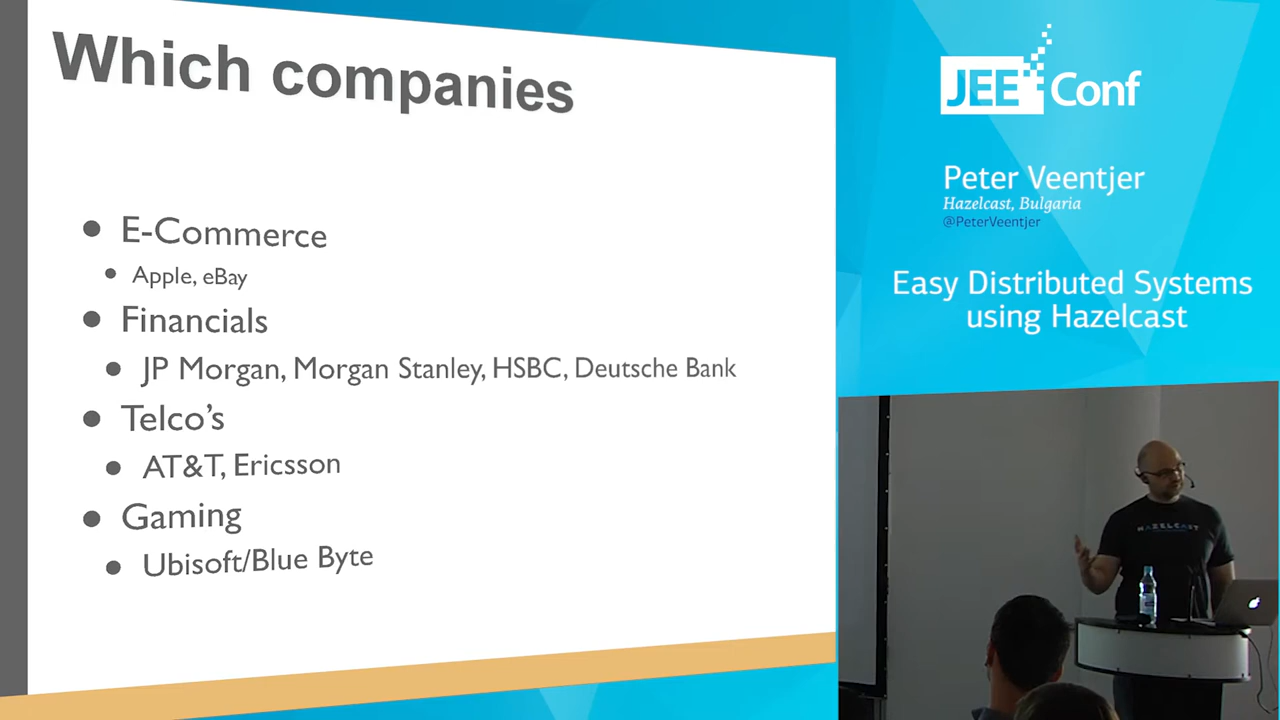 Which companies
E-Commerce
Apple, eBay
Financials
JP Morgan, Morgan Stanley, HSBC, Deutsche Bank
Telco's
AT&T, Ericsson
Gaming
Ubisoft/Blue Byte
JEE Conf
Peter Veentjer
Hazelcast, Bulgaria
@PeterVeentjer
Easy Distributed Systems
using Hazelcast
HAZELCAST